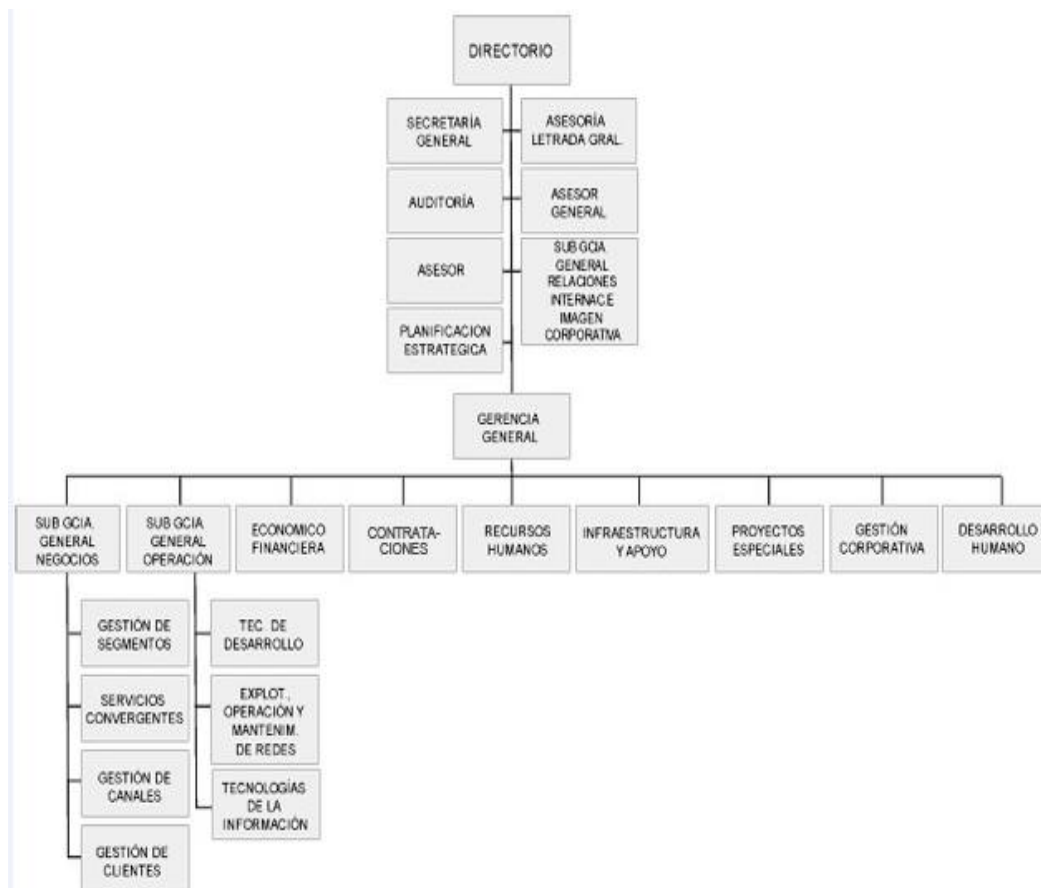 DIRECTORIO
SECRETARÍA
GENERAL
ASESORÍA
LETRADA GRAL.
AUDITORÍA
ASESOR
GENERAL
ASESOR
SUB GCIA.
GENERAL
RELACIONES
INTERNAC.E
IMAGEN
CORPORATIVA
PLANIFICACION
ESTRATEGICA
GERENCIA
GENERAL
SUB GCIA.
GENERAL
NEGOCIOS
SUB GCIA.
GENERAL
OPERACIÓN
ECONOMICO
FINANCIERA
CONTRATA-
CIONES
RECURSOS
HUMANOS
INFRAESTRUCTURA
Y APOYO
PROYECTOS
ESPECIALES
GESTIÓN
CORPORATIVA
DESARROLLO
HUMANO
GESTIÓN DE
SEGMENTOS
SERVICIOS
CONVERGENTES
GESTIÓN DE
CANALES
GESTIÓN DE
CLIENTES
TEC. DE
DESARROLLO
EXPLOT.,
OPERACIÓN Y
MANTENIM.
DE REDES
TECNOLOGÍAS
DE LA
INFORMACIÓN